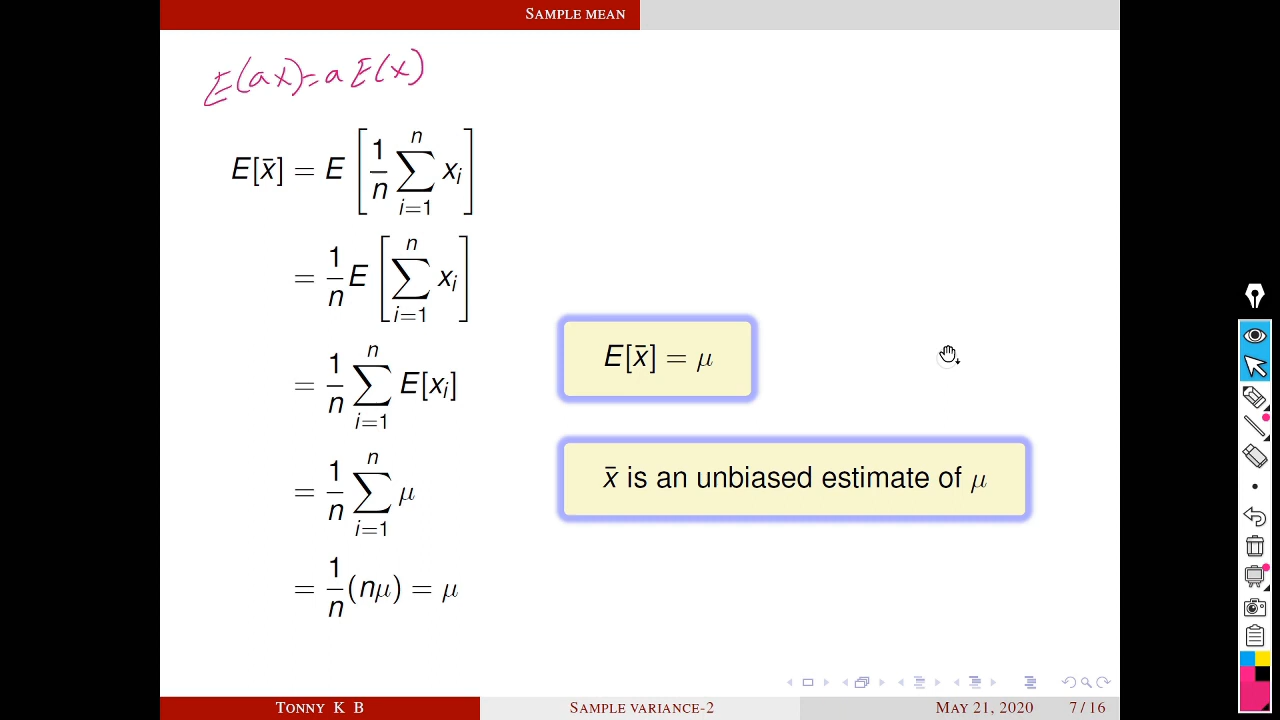 SAMPLE MEAN
E(ax)=aE(x)
E[x̄] = E [ 1/n ∑_{i=1}^{n} x_i ]
= 1/n E [ ∑_{i=1}^{n} x_i ]
= 1/n ∑_{i=1}^{n} E[x_i]
= 1/n ∑_{i=1}^{n} μ
= 1/n (nμ) = μ
E[x̄] = μ
x̄ is an unbiased estimate of μ
TONNY K B SAMPLE VARIANCE-2 MAY 21, 2020 7 / 16